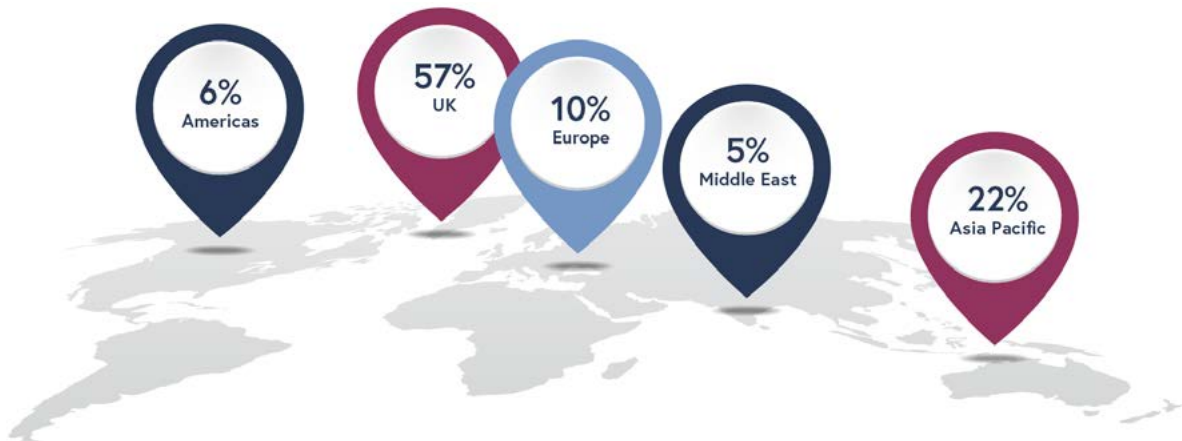 6%
Americas
57%
UK
10%
Europe
5%
Middle East
22%
Asia Pacific